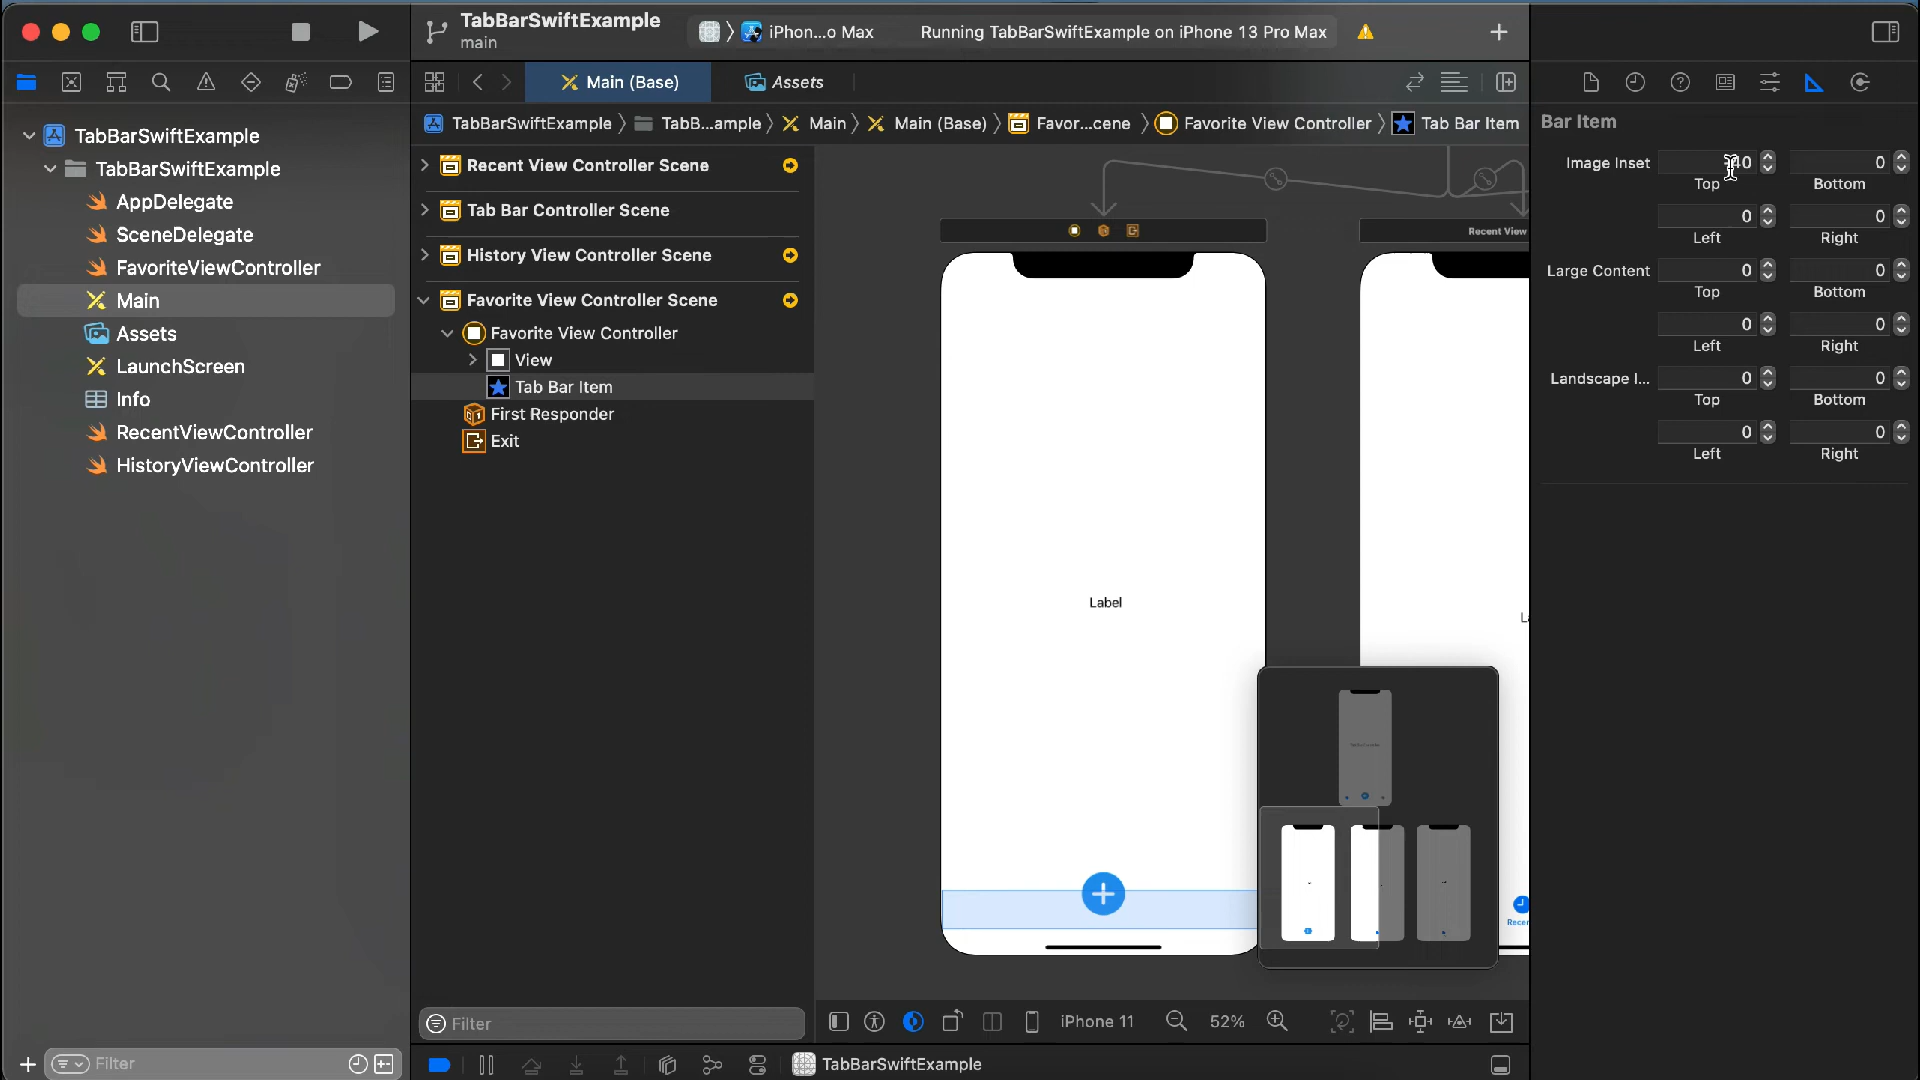 TabBarSwiftExample
main
iPhon...o Max
Running TabBarSwiftExample on iPhone 13 Pro Max
Main (Base)
Assets
TabBarSwiftExample
TabB...ample
Main
Main (Base)
Favor...cene
Favorite View Controller
Tab Bar Item
TabBarSwiftExample
TabBarSwiftExample
AppDelegate
SceneDelegate
FavoriteViewController
Main
Assets
LaunchScreen
Info
RecentViewController
HistoryViewController
Filter
Recent View Controller Scene
Tab Bar Controller Scene
History View Controller Scene
Favorite View Controller Scene
Favorite View Controller
View
Tab Bar Item
First Responder
Exit
Filter
Recent View
Label
iPhone 11
52%
TabBarSwiftExample
Bar Item
Image Inset
0
Top
Bottom
0
0
Left
Right
Large Content
0
0
Top
Bottom
0
0
Left
Right
Landscape I...
0
0
Top
Bottom
0
0
Left
Right